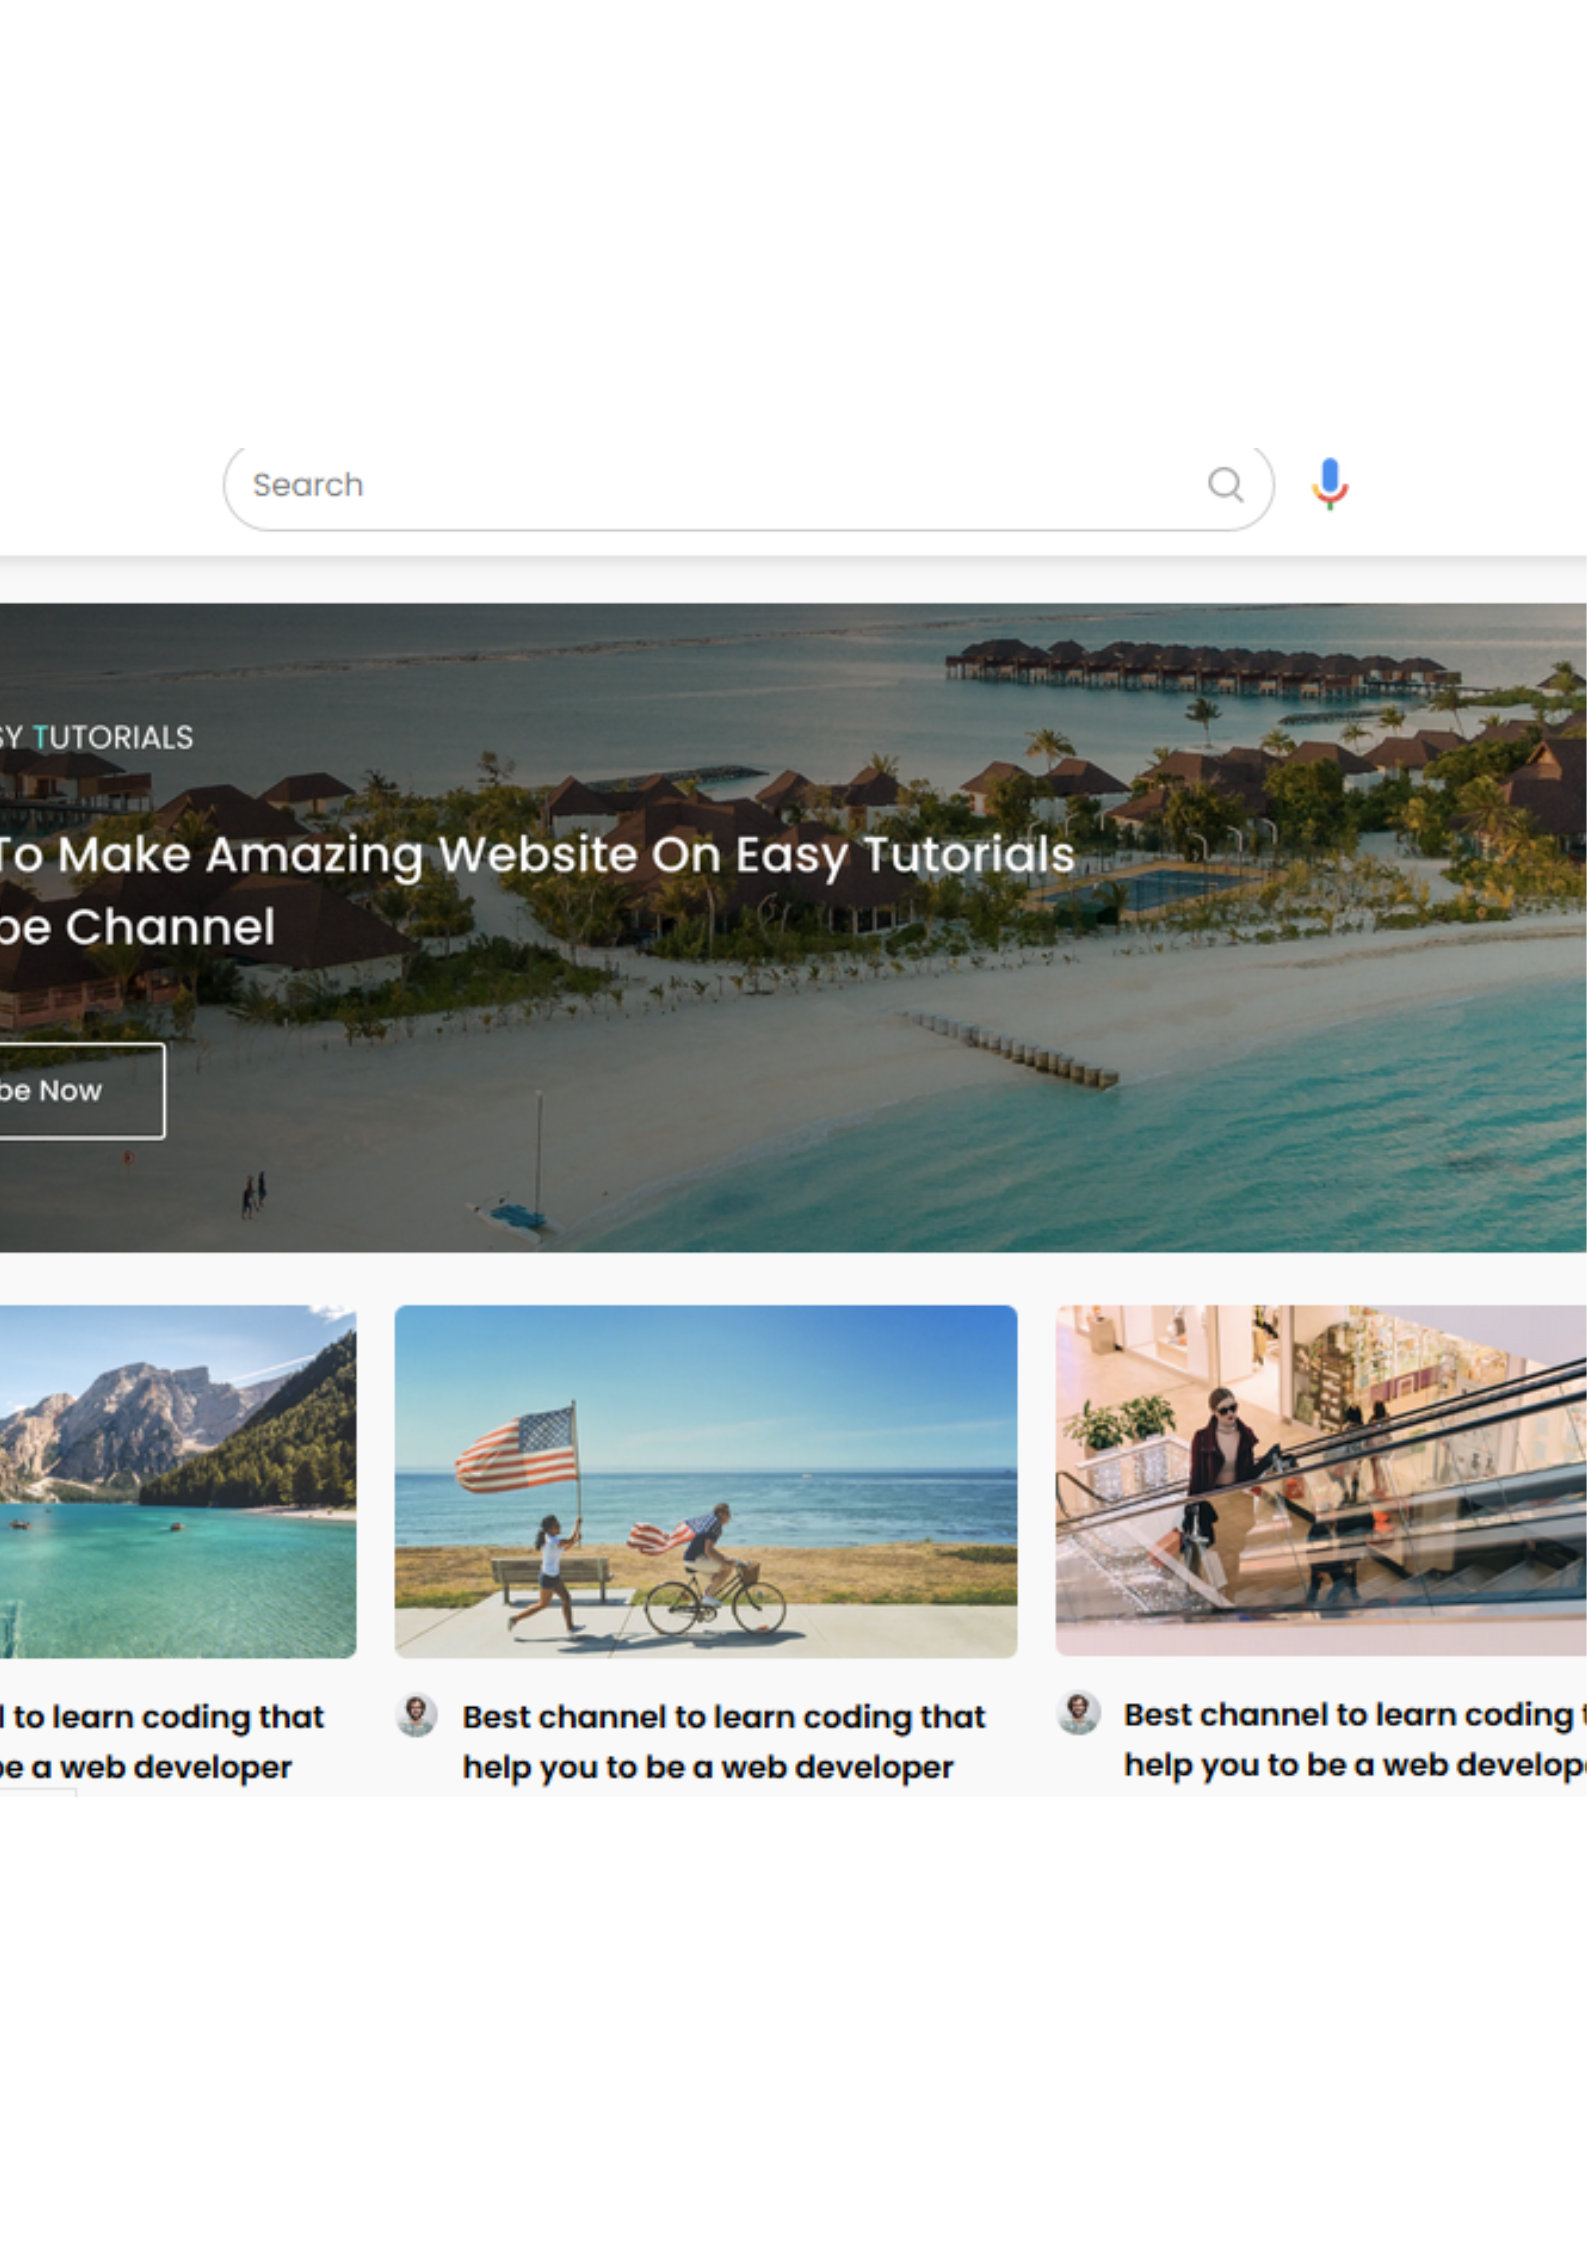 Search
SY TUTORIALS
To Make Amazing Website On Easy Tutorials
be Channel
be Now
l to learn coding that
be a web developer
Best channel to learn coding that
help you to be a web developer
Best channel to learn coding t
help you to be a web develope